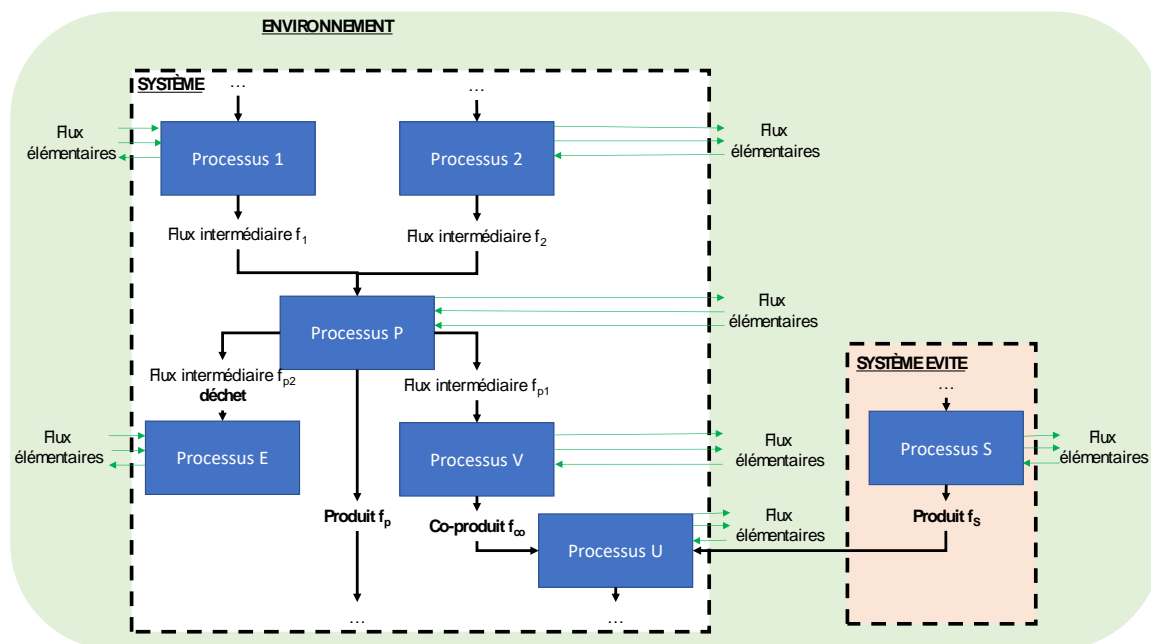 ENVIRONNEMENT
SYSTÈME
...
...
Flux
élémentaires
Processus 1
Processus 2
Flux
élémentaires
Flux intermédiaire f1
Flux intermédiaire f2
Processus P
Flux
élémentaires
Flux intermédiaire fp2
déchet
Flux intermédiaire fp1
SYSTÈME EVITE
...
Flux
élémentaires
Processus E
Processus V
Flux
élémentaires
Processus S
Flux
élémentaires
Produit fp
Co-produit fco
Flux
élémentaires
Produit fS
Processus U
...
...